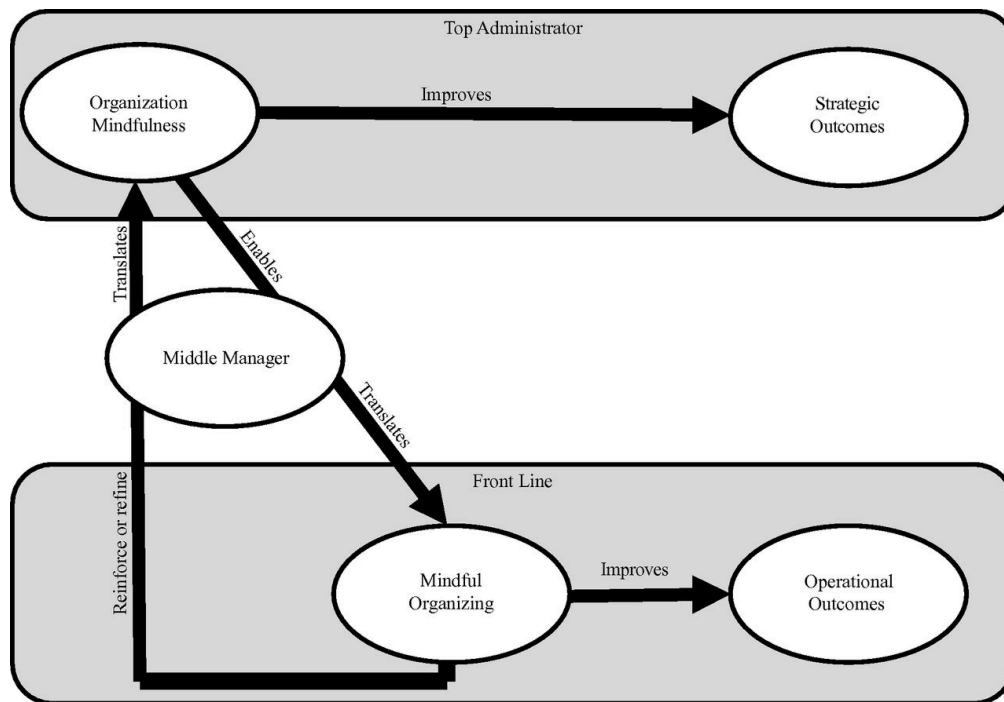 Top Administrator
Organization
Mindfulness
Improves
Strategic
Outcomes
Translates
Enables
Middle Manager
Translates
Reinforce or refine
Front Line
Mindful
Organizing
Improves
Operational
Outcomes